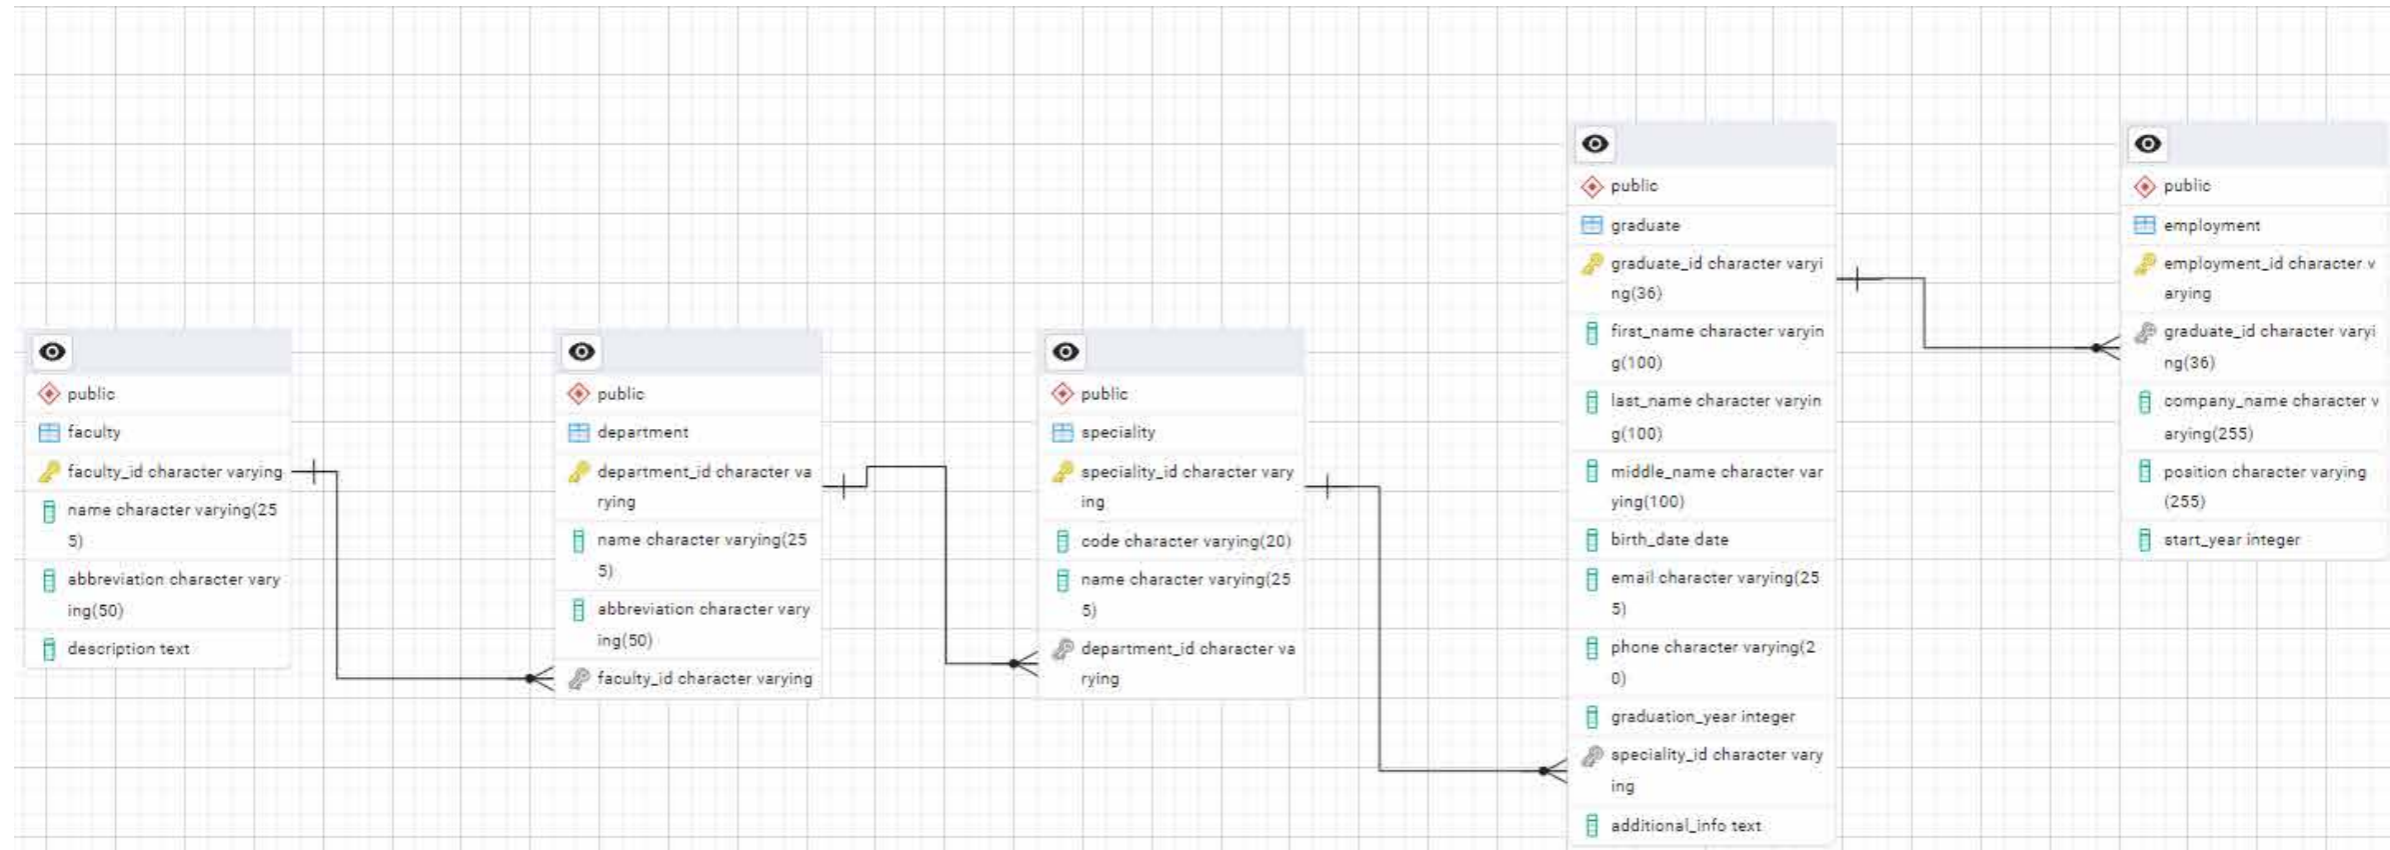 public
faculty
faculty_id character varying
name character varying(25
5)
abbreviation character vary
ing(50)
description text
public
department
department_id character va
rying
name character varying(25
5)
abbreviation character vary
ing(50)
faculty_id character varying
public
speciality
speciality_id character vary
ing
code character varying(20)
name character varying(25
5)
department_id character va
rying
public
graduate
graduate_id character varyi
ng(36)
first_name character varyin
g(100)
last_name character varyin
g(100)
middle_name character var
ying(100)
birth_date date
email character varying(25
5)
phone character varying(2
0)
graduation_year integer
speciality_id character vary
ing
additional_info text
public
employment
employment_id character v
arying
graduate_id character varyi
ng(36)
company_name character v
arying(255)
position character varying
(255)
start_year integer